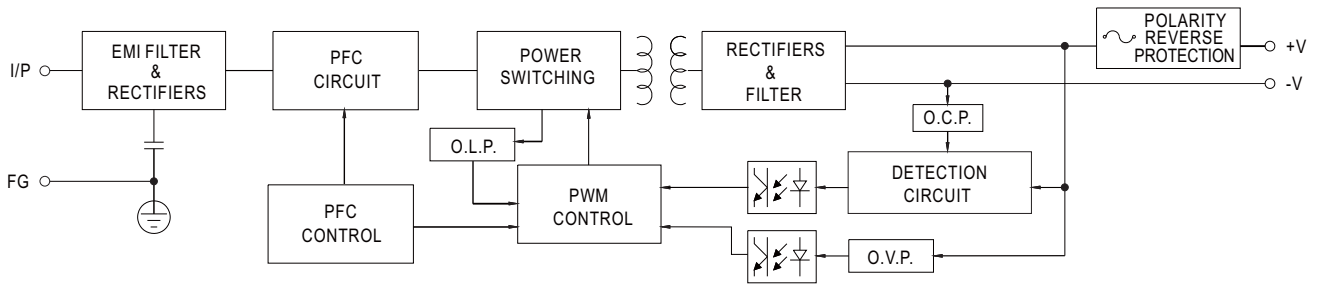 I/P
EMI FILTER
&
RECTIFIERS
PFC
CIRCUIT
POWER
SWITCHING
RECTIFIERS
&
FILTER
POLARITY
REVERSE
PROTECTION
+V
-V
O.C.P.
O.L.P.
DETECTION
CIRCUIT
FG
PFC
CONTROL
PWM
CONTROL
O.V.P.